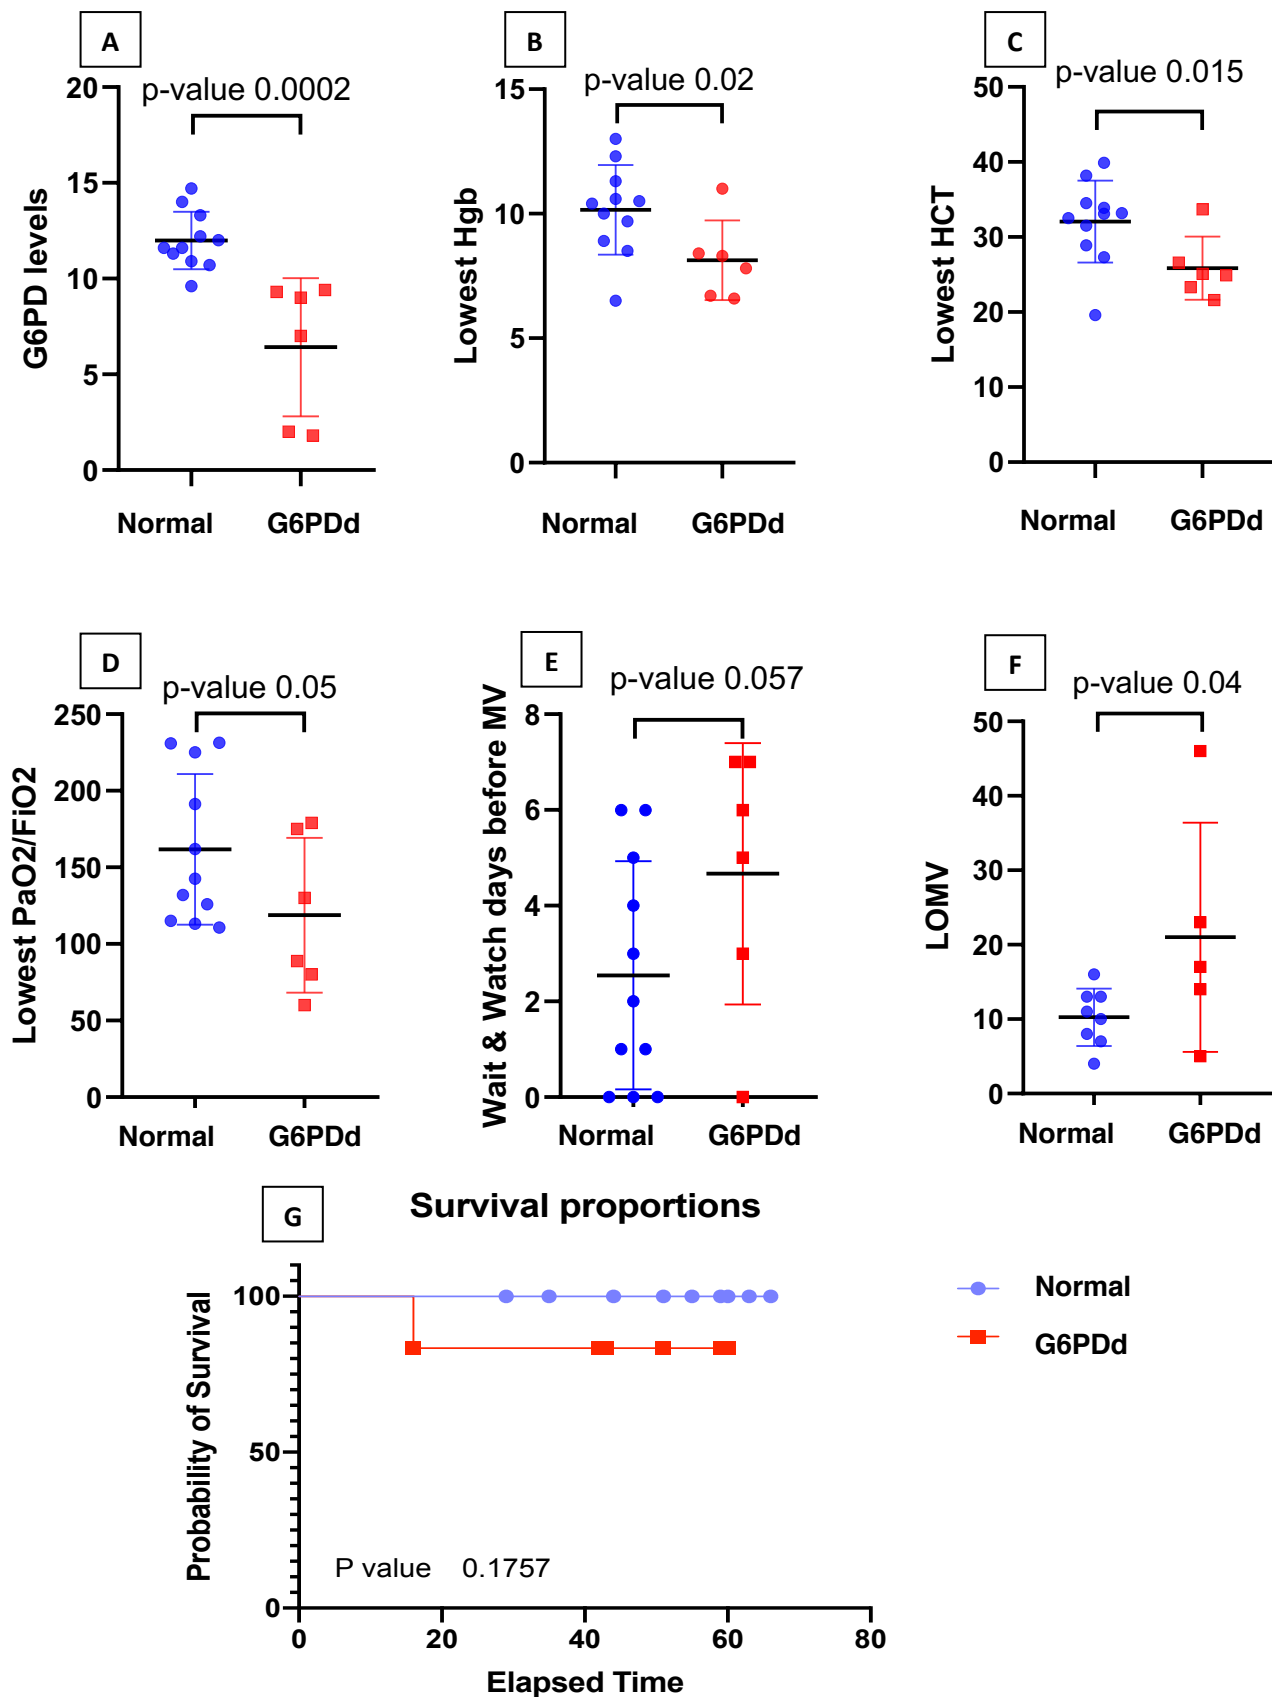 A
p-value 0.0002
G6PD levels
20
15
10
5
0
Normal
G6PDd
B
p-value 0.02
Lowest Hgb
15
10
5
0
Normal
G6PDd
C
p-value 0.015
Lowest HCT
50
40
30
20
10
0
Normal
G6PDd
D
p-value 0.05
Lowest PaO2/FiO2
250
200
150
100
50
0
Normal
G6PDd
E
p-value 0.057
Wait & Watch days before MV
8
6
4
2
0
Normal
G6PDd
F
p-value 0.04
LOMV
50
40
30
20
10
0
Normal
G6PDd
G
Survival proportions
Probability of Survival
100
50
0
P value 0.1757
0
20
40
60
80
Elapsed Time
Normal
G6PDd